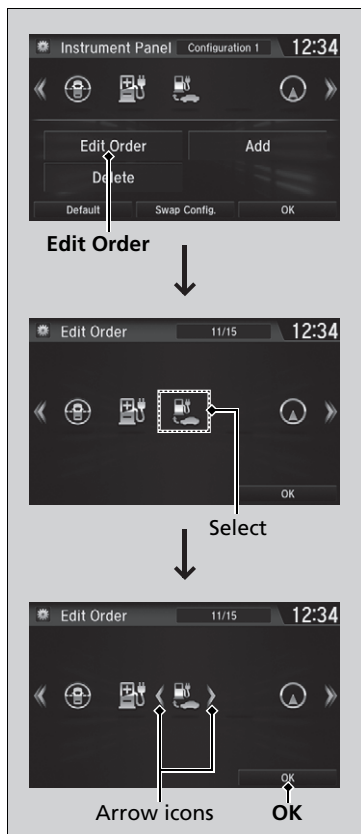 Instrument Panel Configuration 1 12:34
Edit Order Add
Delete
Default Swap Config. OK
Edit Order
Edit Order 11/15 12:34
OK
Select
Edit Order 11/15 12:34
OK
Arrow icons OK